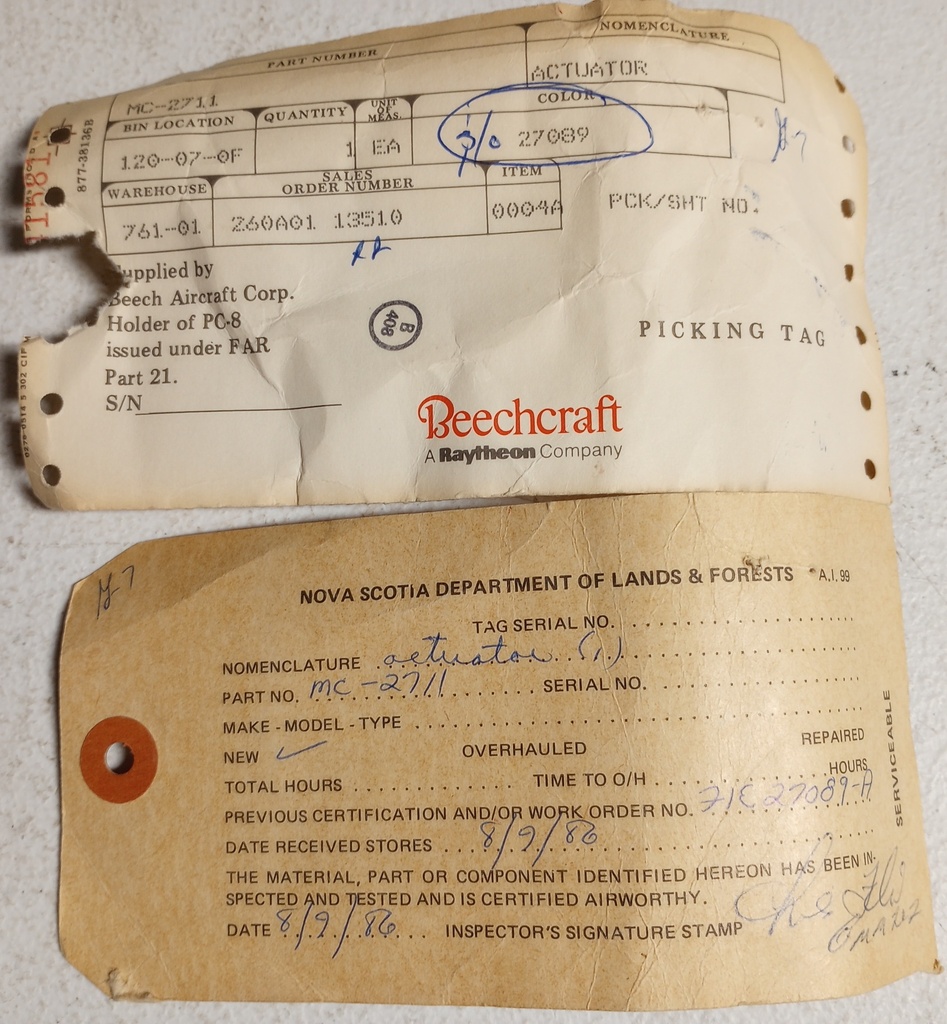 PART NUMBER
NOMENCLATURE
MC-2711
ACTUATOR
BIN LOCATION
QUANTITY
UNIT OF MEAS.
COLOR
120-07-0F
1
EA
27089
WAREHOUSE
SALES ORDER NUMBER
ITEM
761-01
260A01 13510
0004A
PCK/SHT NO.
877-381368
Supplied by
Beech Aircraft Corp.
Holder of PC-8
issued under FAR
Part 21.
S/N
B
408
PICKING TAG
Beechcraft
A Raytheon Company
NOVA SCOTIA DEPARTMENT OF LANDS & FORESTS A.I. 99
TAG SERIAL NO.
NOMENCLATURE actuator (1)
PART NO. MC-2711 SERIAL NO.
MAKE - MODEL - TYPE
NEW ✓ OVERHAULED REPAIRED
TOTAL HOURS TIME TO O/H HOURS
PREVIOUS CERTIFICATION AND/OR WORK ORDER NO. 27089-A
DATE RECEIVED STORES 8/9/86
THE MATERIAL, PART OR COMPONENT IDENTIFIED HEREON HAS BEEN IN-
SPECTED AND TESTED AND IS CERTIFIED AIRWORTHY.
DATE 8/9/86 INSPECTOR'S SIGNATURE STAMP
SERVICEABLE